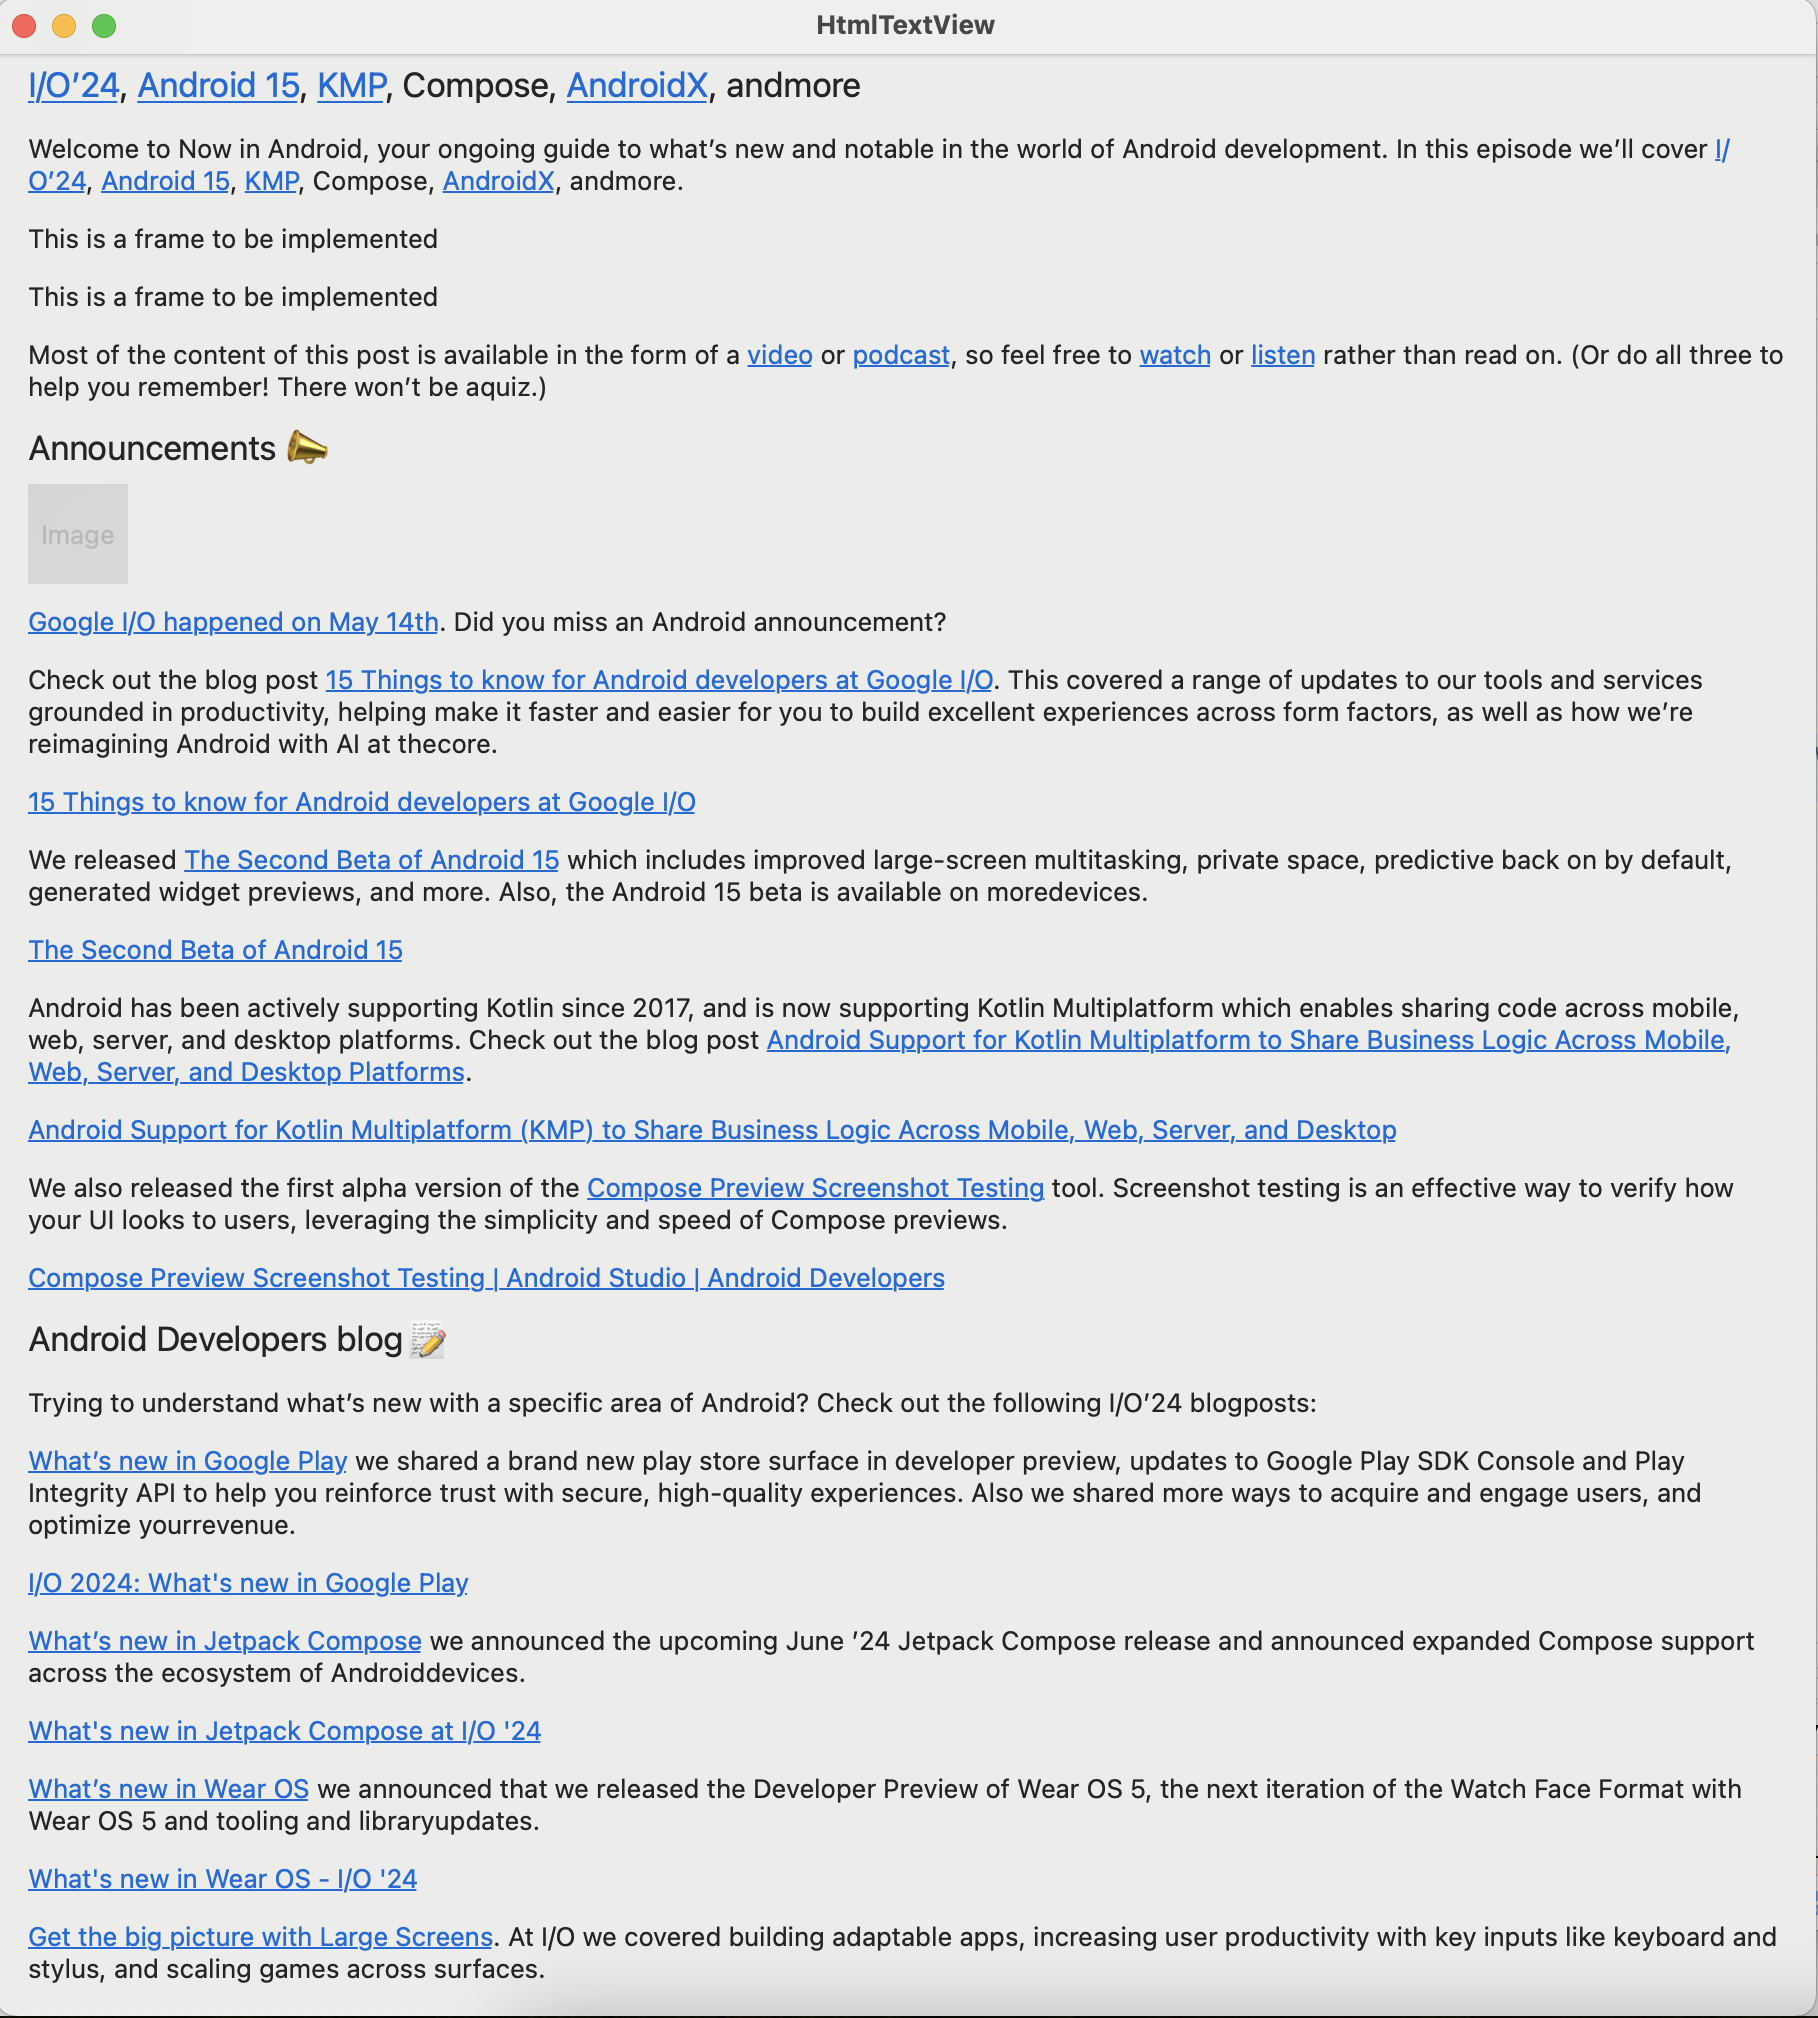 HtmlTextView
I/O’24, Android 15, KMP, Compose, AndroidX, andmore
Welcome to Now in Android, your ongoing guide to what’s new and notable in the world of Android development. In this episode we’ll cover I/
O’24, Android 15, KMP, Compose, AndroidX, andmore.
This is a frame to be implemented
This is a frame to be implemented
Most of the content of this post is available in the form of a video or podcast, so feel free to watch or listen rather than read on. (Or do all three to
help you remember! There won’t be aquiz.)
Announcements 📣
Image
Google I/O happened on May 14th. Did you miss an Android announcement?
Check out the blog post 15 Things to know for Android developers at Google I/O. This covered a range of updates to our tools and services
grounded in productivity, helping make it faster and easier for you to build excellent experiences across form factors, as well as how we’re
reimagining Android with AI at thecore.
15 Things to know for Android developers at Google I/O
We released The Second Beta of Android 15 which includes improved large-screen multitasking, private space, predictive back on by default,
generated widget previews, and more. Also, the Android 15 beta is available on moredevices.
The Second Beta of Android 15
Android has been actively supporting Kotlin since 2017, and is now supporting Kotlin Multiplatform which enables sharing code across mobile,
web, server, and desktop platforms. Check out the blog post Android Support for Kotlin Multiplatform to Share Business Logic Across Mobile,
Web, Server, and Desktop Platforms.
Android Support for Kotlin Multiplatform (KMP) to Share Business Logic Across Mobile, Web, Server, and Desktop
We also released the first alpha version of the Compose Preview Screenshot Testing tool. Screenshot testing is an effective way to verify how
your UI looks to users, leveraging the simplicity and speed of Compose previews.
Compose Preview Screenshot Testing | Android Studio | Android Developers
Android Developers blog📝
Trying to understand what’s new with a specific area of Android? Check out the following I/O’24 blogposts:
What’s new in Google Play we shared a brand new play store surface in developer preview, updates to Google Play SDK Console and Play
Integrity API to help you reinforce trust with secure, high-quality experiences. Also we shared more ways to acquire and engage users, and
optimize yourrevenue.
I/O 2024: What's new in Google Play
What’s new in Jetpack Compose we announced the upcoming June ’24 Jetpack Compose release and announced expanded Compose support
across the ecosystem of Androiddevices.
What's new in Jetpack Compose at I/O '24
What’s new in Wear OS we announced that we released the Developer Preview of Wear OS 5, the next iteration of the Watch Face Format with
Wear OS 5 and tooling and libraryupdates.
What's new in Wear OS - I/O '24
Get the big picture with Large Screens. At I/O we covered building adaptable apps, increasing user productivity with key inputs like keyboard and
stylus, and scaling games across surfaces.